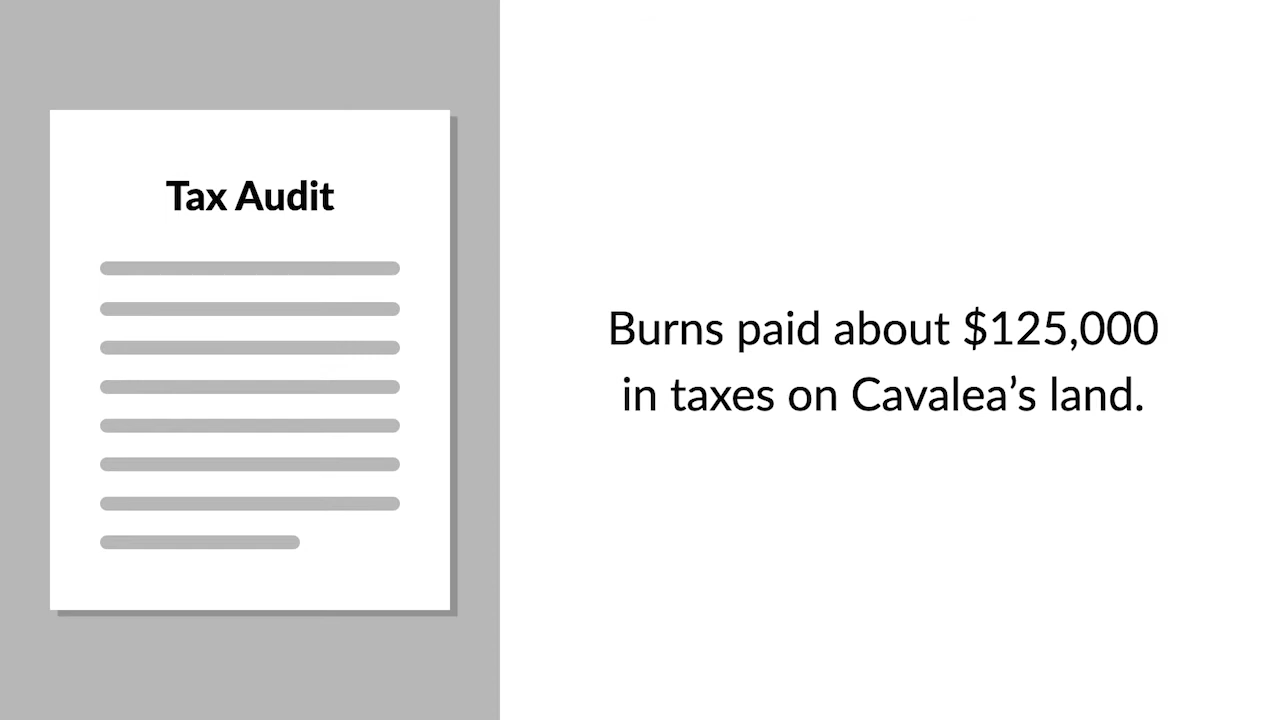 Tax Audit
Burns paid about $125,000
in taxes on Cavalea’s land.